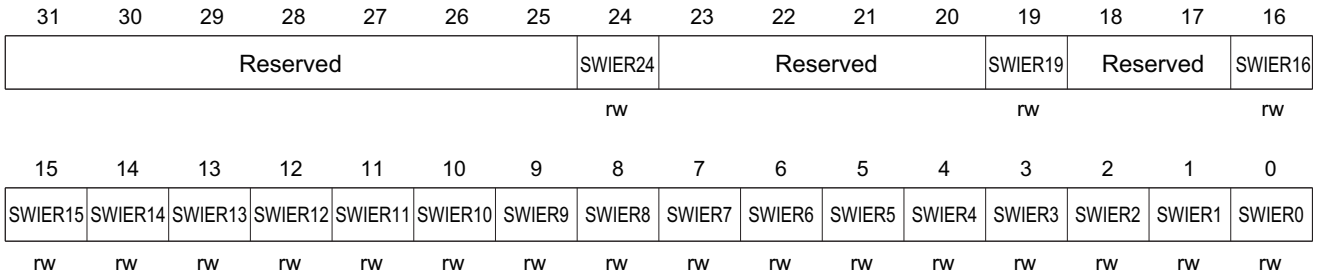 31 30 29 28 27 26 25 24 23 22 21 20 19 18 17 16
Reserved SWIER24 Reserved SWIER19 Reserved SWIER16
rw rw rw
15 14 13 12 11 10 9 8 7 6 5 4 3 2 1 0
SWIER15 SWIER14 SWIER13 SWIER12 SWIER11 SWIER10 SWIER9 SWIER8 SWIER7 SWIER6 SWIER5 SWIER4 SWIER3 SWIER2 SWIER1 SWIER0
rw rw rw rw rw rw rw rw rw rw rw rw rw rw rw rw